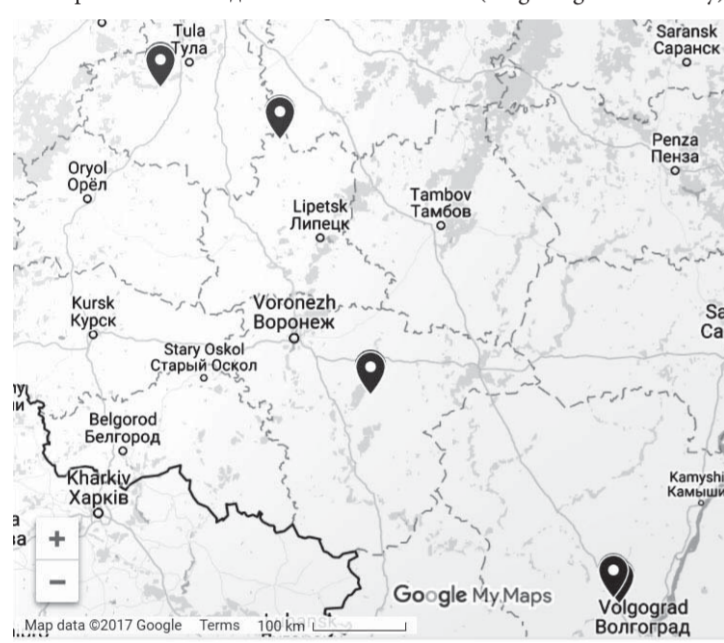 Tula
Тула
Saransk
Саранск
Penza
Пенза
Oryol
Орёл
Lipetsk
Липецк
Tambov
Тамбов
Kursk
Курск
Voronezh
Воронеж
Stary Oskol
Старый Оскол
Belgorod
Белгород
Kharkiv
Харків
Kamyshi
Камыши
+
−
Google My Maps
Volgograd
Волгоград
Map data ©2017 Google Terms 100 km